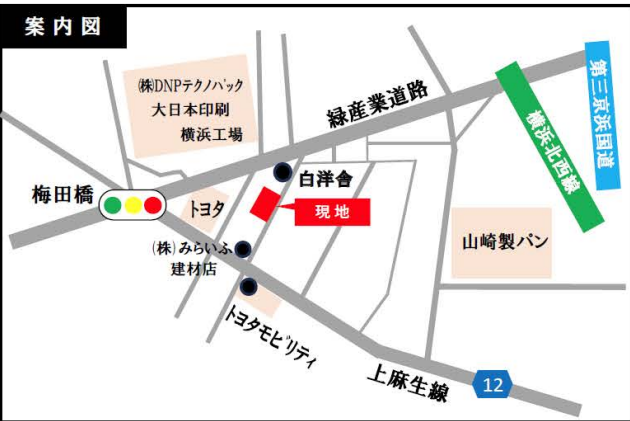 案内図
(株)DNPテクノパック
大日本印刷
横浜工場
緑産業道路
第三京浜国道
横浜北西線
梅田橋
トヨタ
白洋舎
現地
(株)みらいふ
建材店
山崎製パン
トヨタモビリティ
上麻生線
12